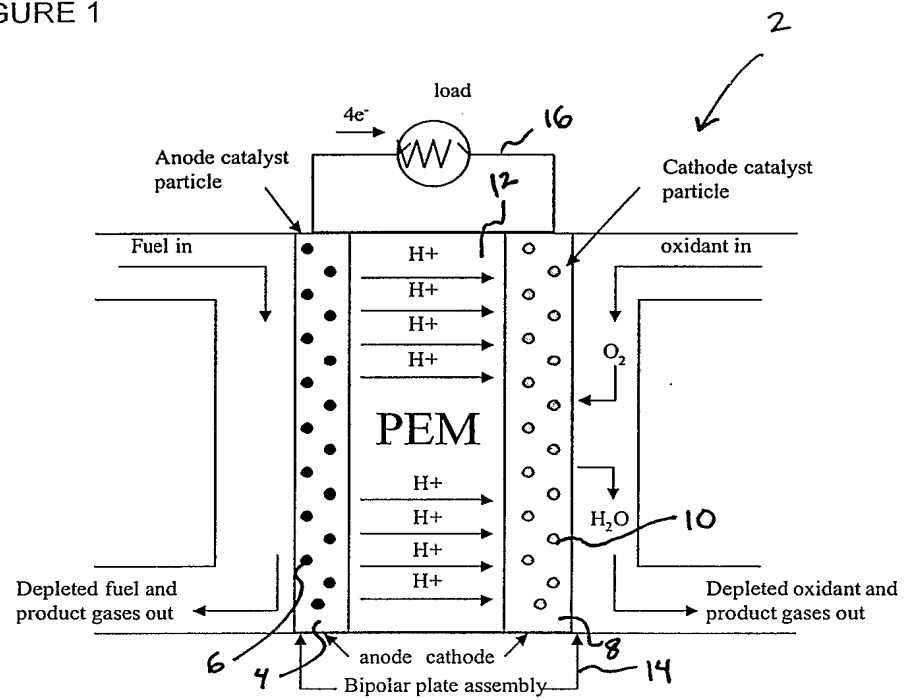 GURE 1
2
load
4e-
16
Anode catalyst
particle
12
Cathode catalyst
particle
Fuel in
oxidant in
H+
H+
H+
H+
O2
PEM
H+
H+
H+
H+
H2O
10
Depleted fuel and
product gases out
Depleted oxidant and
product gases out
6
4
anode cathode
8
14
Bipolar plate assembly